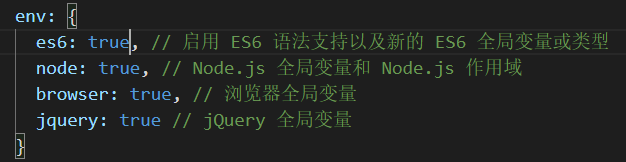 env: {
es6: true, // 启用 ES6 语法支持以及新的 ES6 全局变量或类型
node: true, // Node.js 全局变量和 Node.js 作用域
browser: true, // 浏览器全局变量
jquery: true // jQuery 全局变量
}